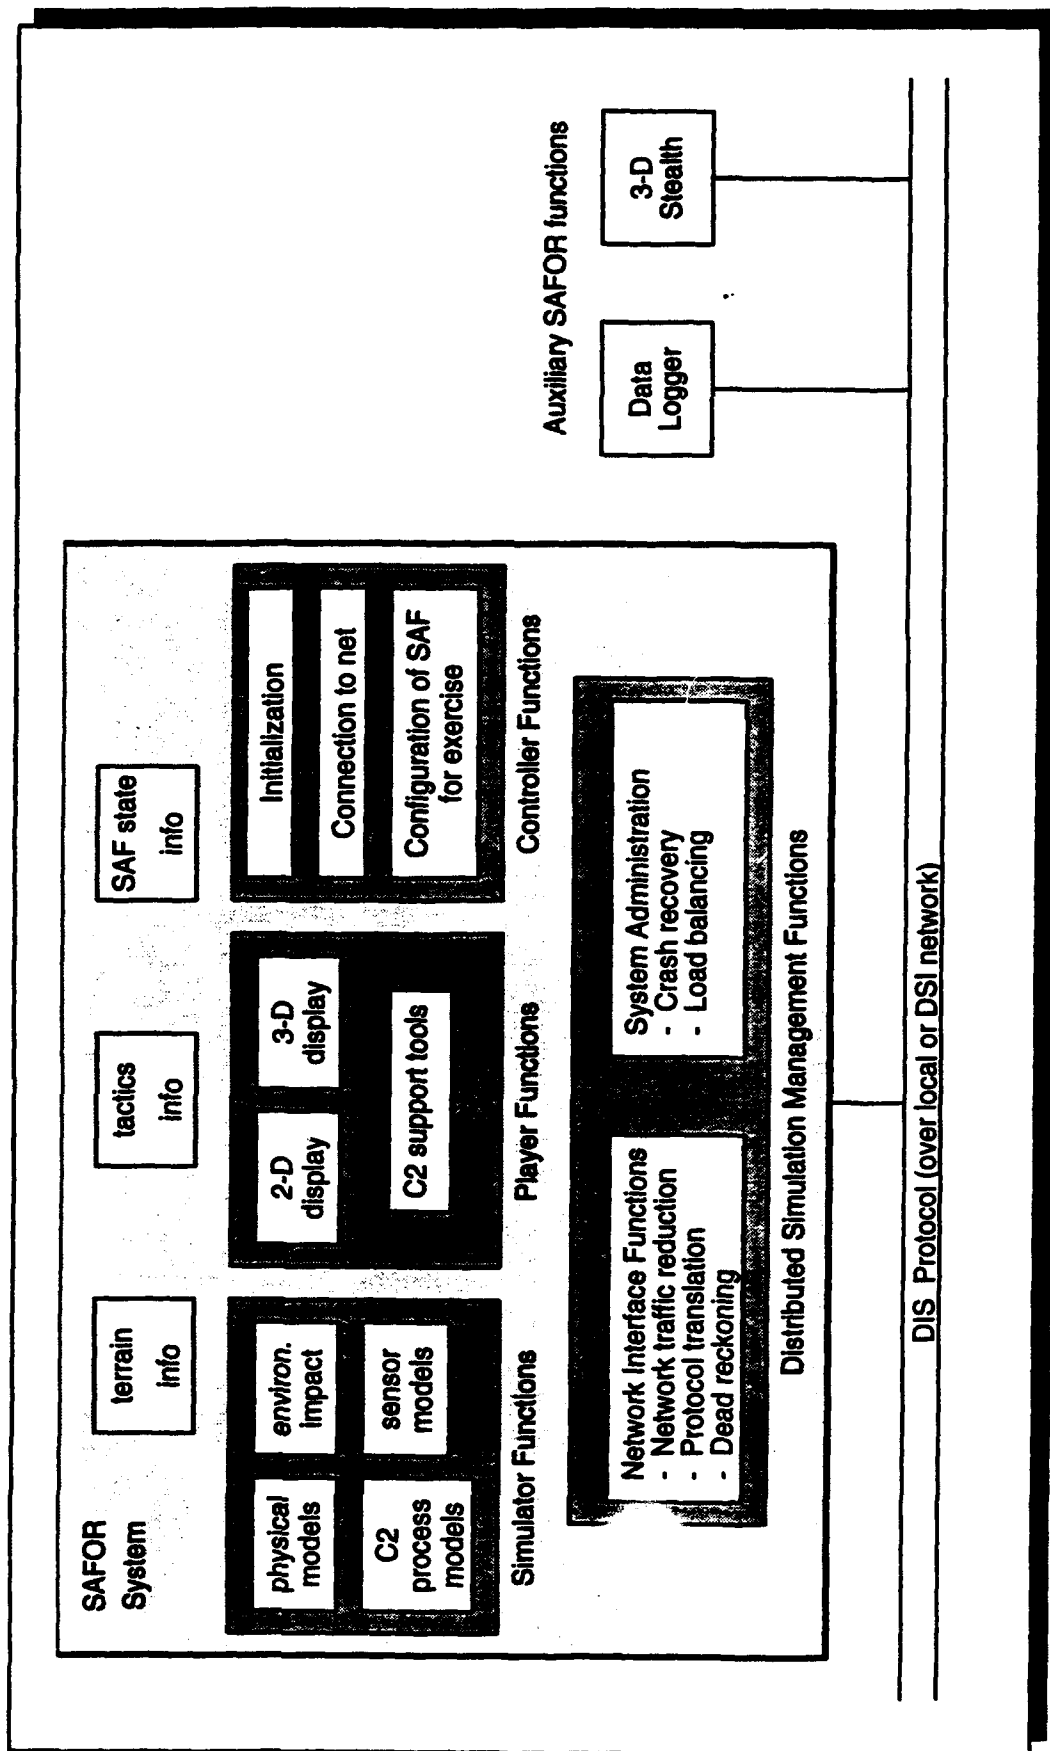 SAFOR
System
terrain
info
tactics
info
SAF state
info
physical
models
environ.
impact
C2
process
models
sensor
models
Simulator Functions
2-D
display
3-D
display
C2 support tools
Player Functions
Initialization
Connection to net
Configuration of SAF
for exercise
Controller Functions
Network Interface Functions
- Network traffic reduction
- Protocol translation
- Dead reckoning
System Administration
- Crash recovery
- Load balancing
Distributed Simulation Management Functions
Auxiliary SAFOR functions
Data
Logger
3-D
Stealth
DIS Protocol (over local or DSI network)